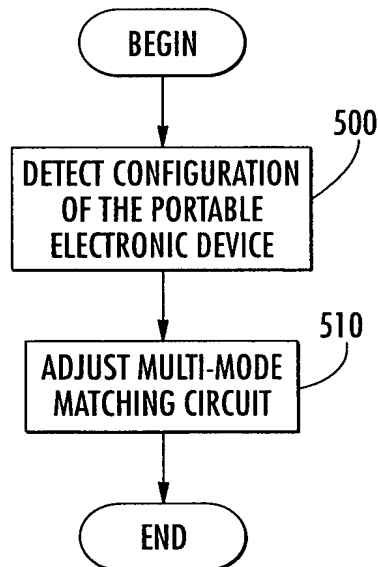 BEGIN
500
DETECT CONFIGURATION
OF THE PORTABLE
ELECTRONIC DEVICE
510
ADJUST MULTI-MODE
MATCHING CIRCUIT
END